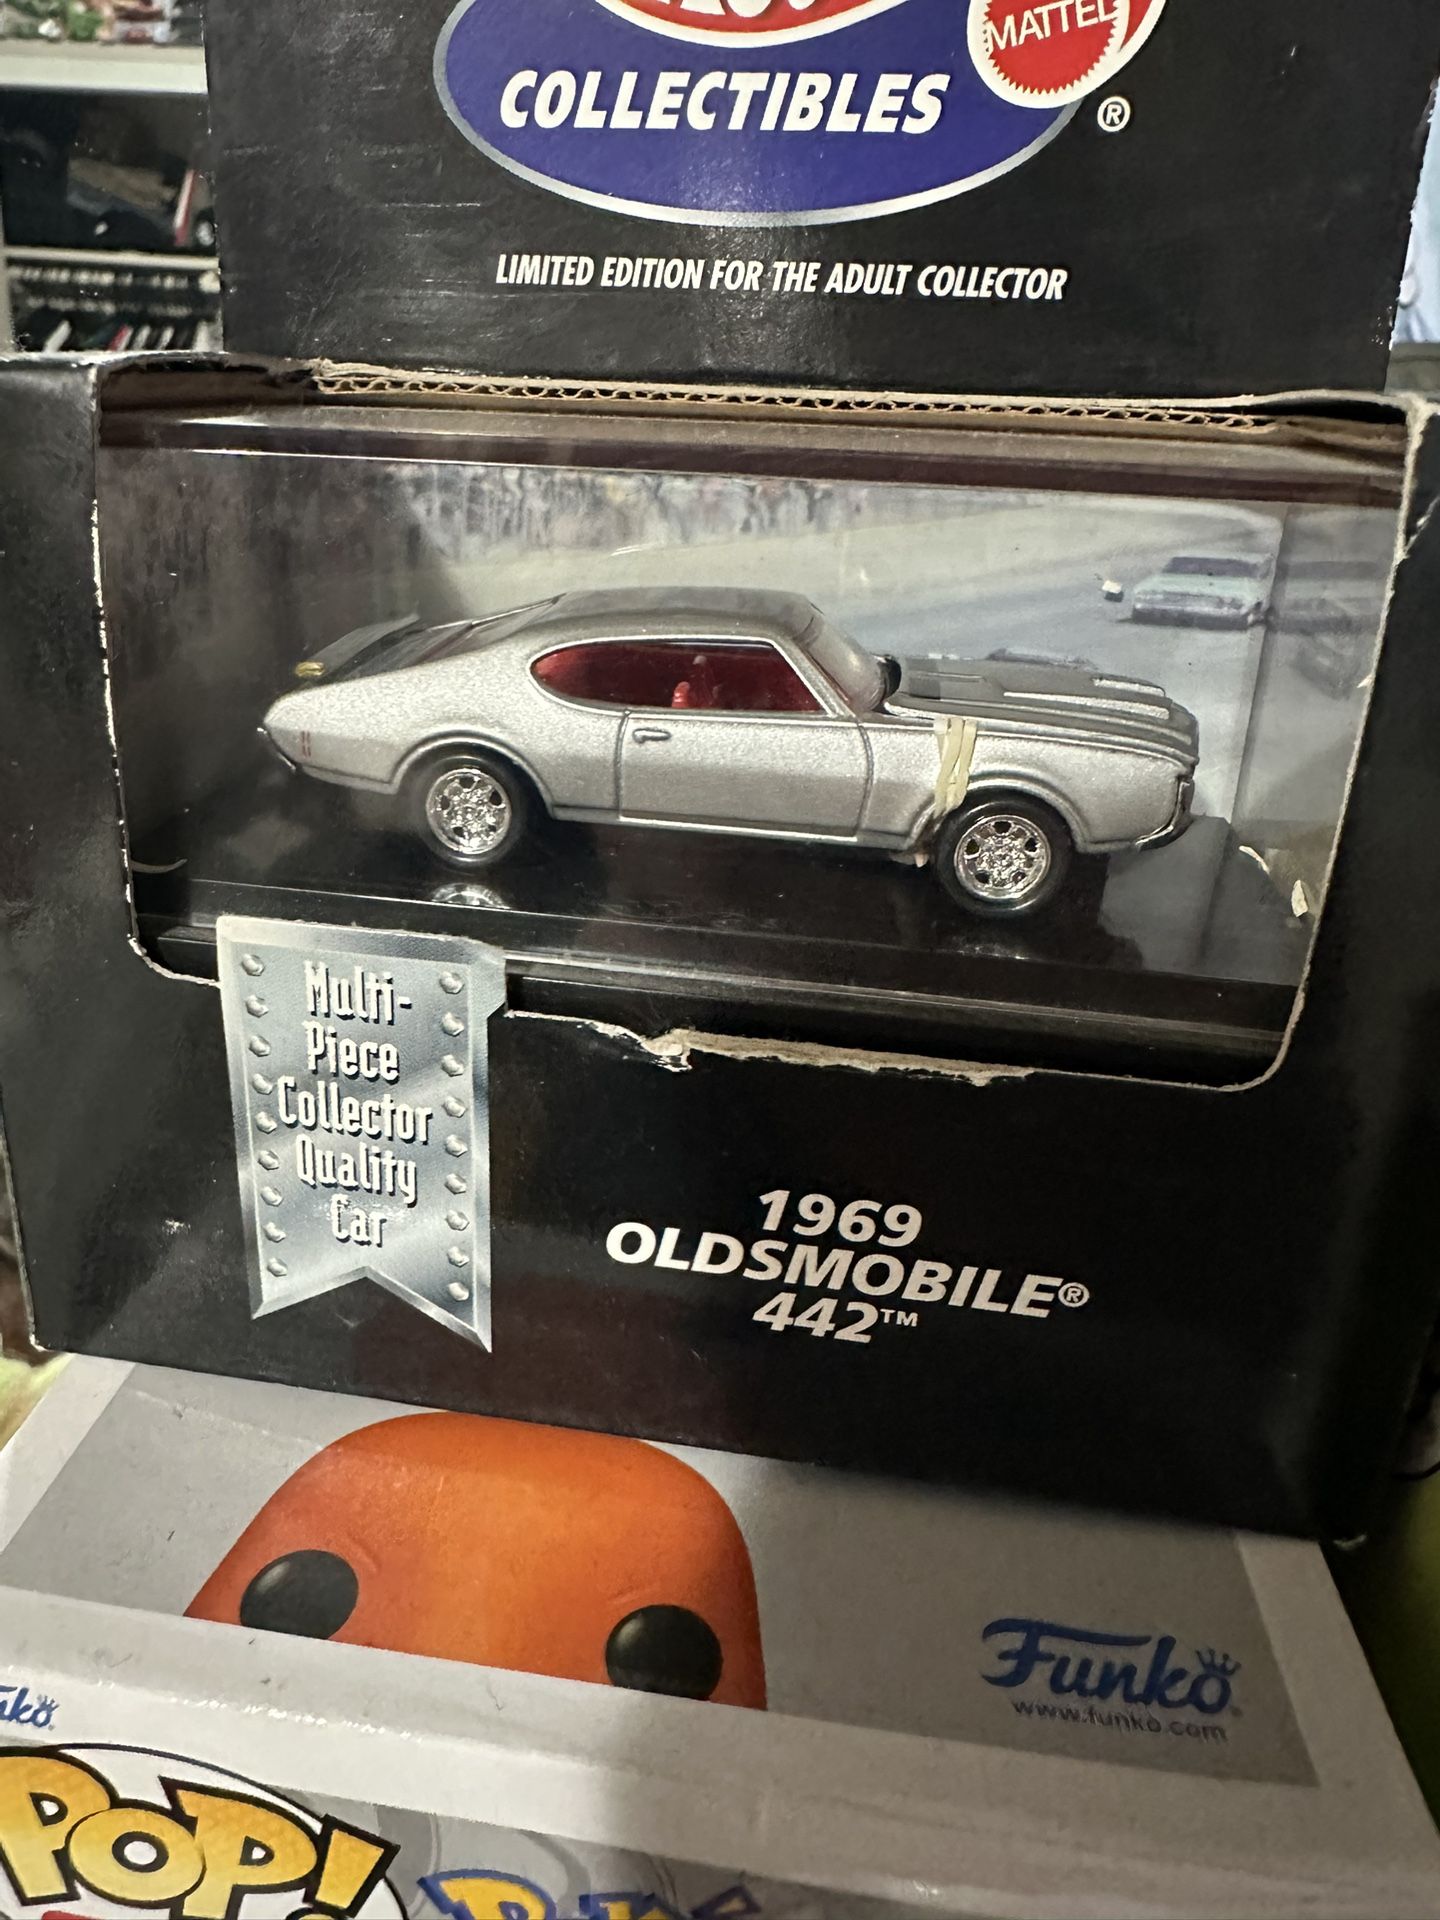 MATTEL
COLLECTIBLES
®
LIMITED EDITION FOR THE ADULT COLLECTOR
Multi-
Piece
Collector
Quality
Car
1969
OLDSMOBILE®
442™
Funko
www.funko.com
POP!